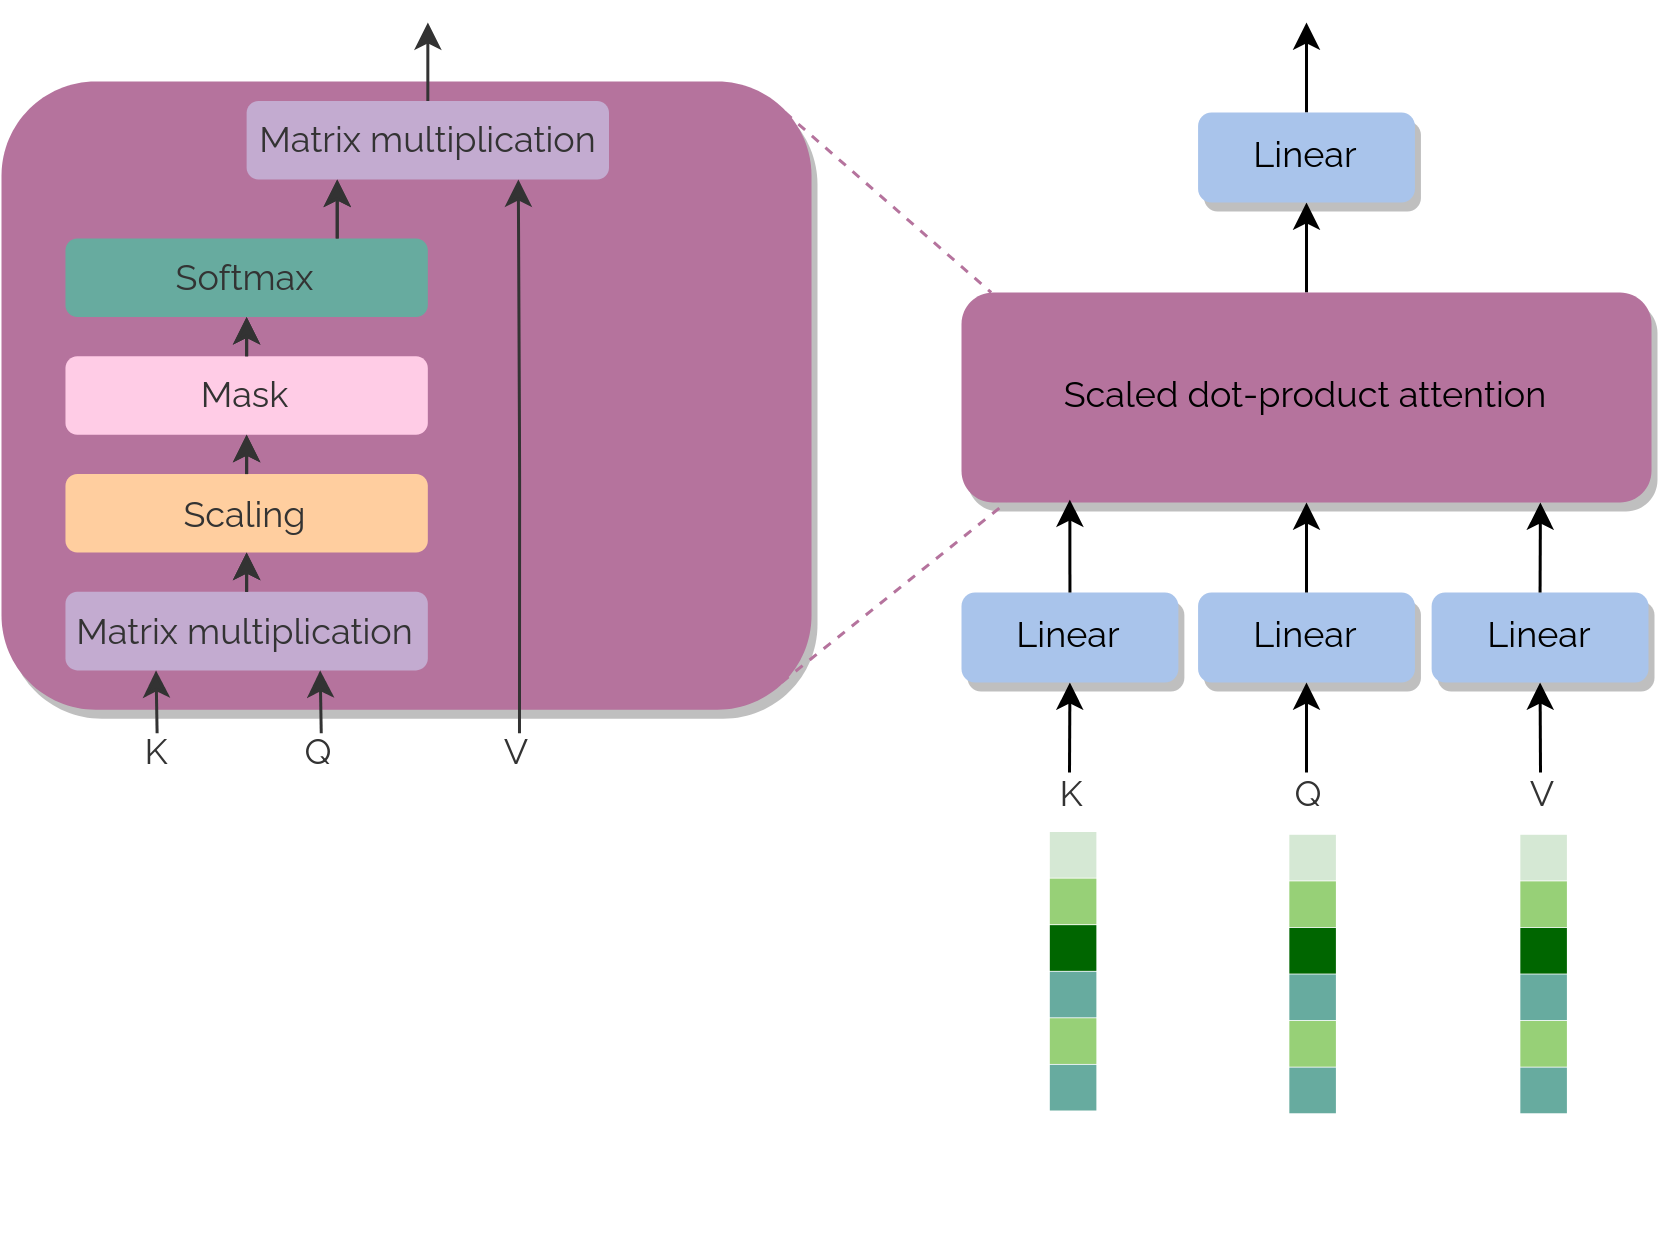 Matrix multiplication
Softmax
Mask
Scaling
Matrix multiplication
K Q V
Linear
Scaled dot-product attention
Linear Linear Linear
K Q V